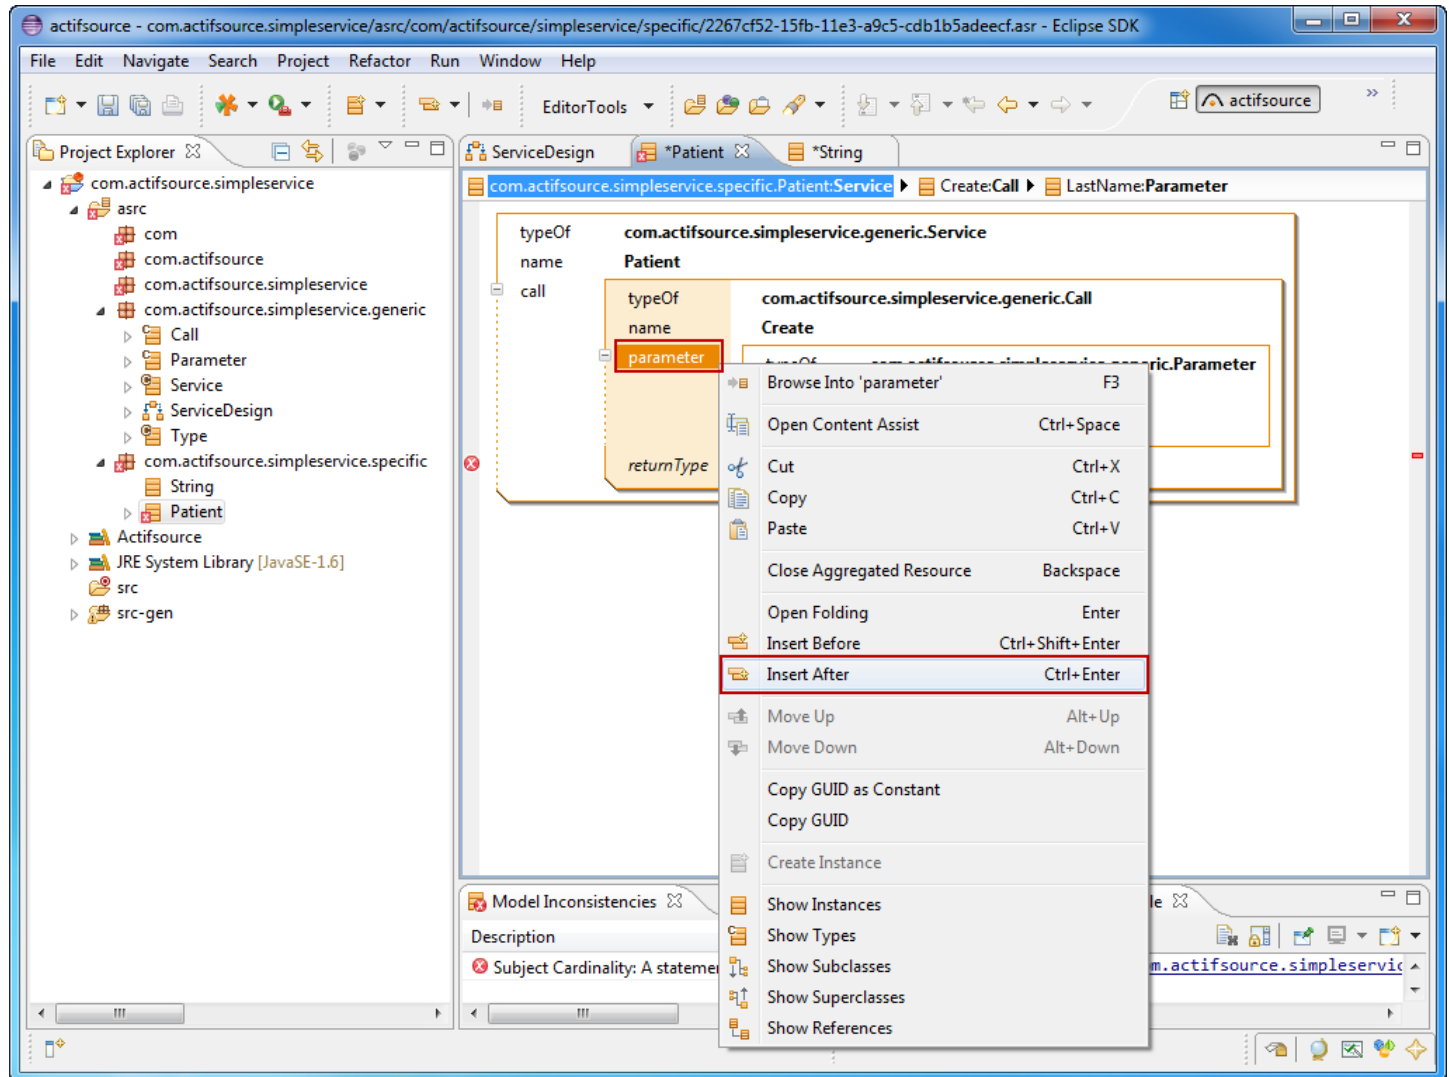 actifsource - com.actifsource.simpleservice/asrc/com/actifsource/simpleservice/specific/2267cf52-15fb-11e3-a9c5-cdb1b5adeecf.asr - Eclipse SDK
File Edit Navigate Search Project Refactor Run Window Help
EditorTools
actifsource
Project Explorer
com.actifsource.simpleservice
asrc
com
com.actifsource
com.actifsource.simpleservice
com.actifsource.simpleservice.generic
Call
Parameter
Service
ServiceDesign
Type
com.actifsource.simpleservice.specific
String
Patient
Actifsource
JRE System Library [JavaSE-1.6]
src
src-gen
ServiceDesign *Patient *String
com.actifsource.simpleservice.specific.Patient:Service Create:Call LastName:Parameter
typeOf com.actifsource.simpleservice.generic.Service
name Patient
call
typeOf com.actifsource.simpleservice.generic.Call
name Create
parameter
typeOf com.actifsource.simpleservice.generic.Parameter
returnType
Browse Into 'parameter' F3
Open Content Assist Ctrl+Space
Cut Ctrl+X
Copy Ctrl+C
Paste Ctrl+V
Close Aggregated Resource Backspace
Open Folding Enter
Insert Before Ctrl+Shift+Enter
Insert After Ctrl+Enter
Move Up Alt+Up
Move Down Alt+Down
Copy GUID as Constant
Copy GUID
Create Instance
Show Instances
Show Types
Show Subclasses
Show Superclasses
Show References
Model Inconsistencies
Description
Subject Cardinality: A statemen
le
m.actifsource.simpleservic